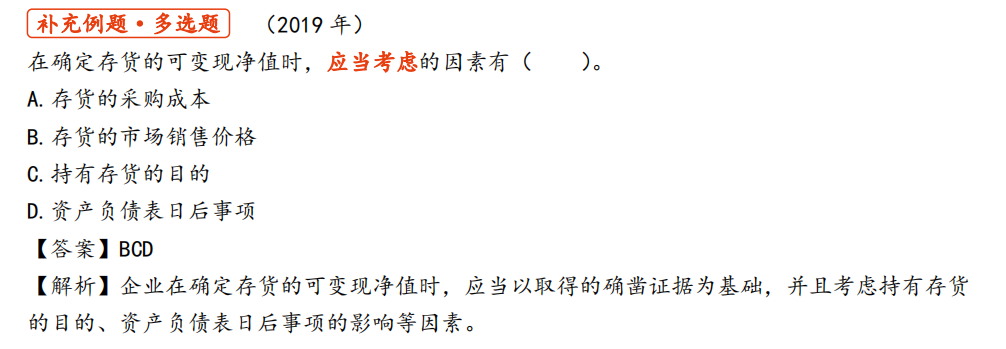 补充例题·多选题 （2019 年）
在确定存货的可变现净值时，应当考虑的因素有（  ）。
A. 存货的采购成本
B. 存货的市场销售价格
C. 持有存货的目的
D. 资产负债表日后事项
【答案】BCD
【解析】企业在确定存货的可变现净值时，应当以取得的确凿证据为基础，并且考虑持有存货
的目的、资产负债表日后事项的影响等因素。